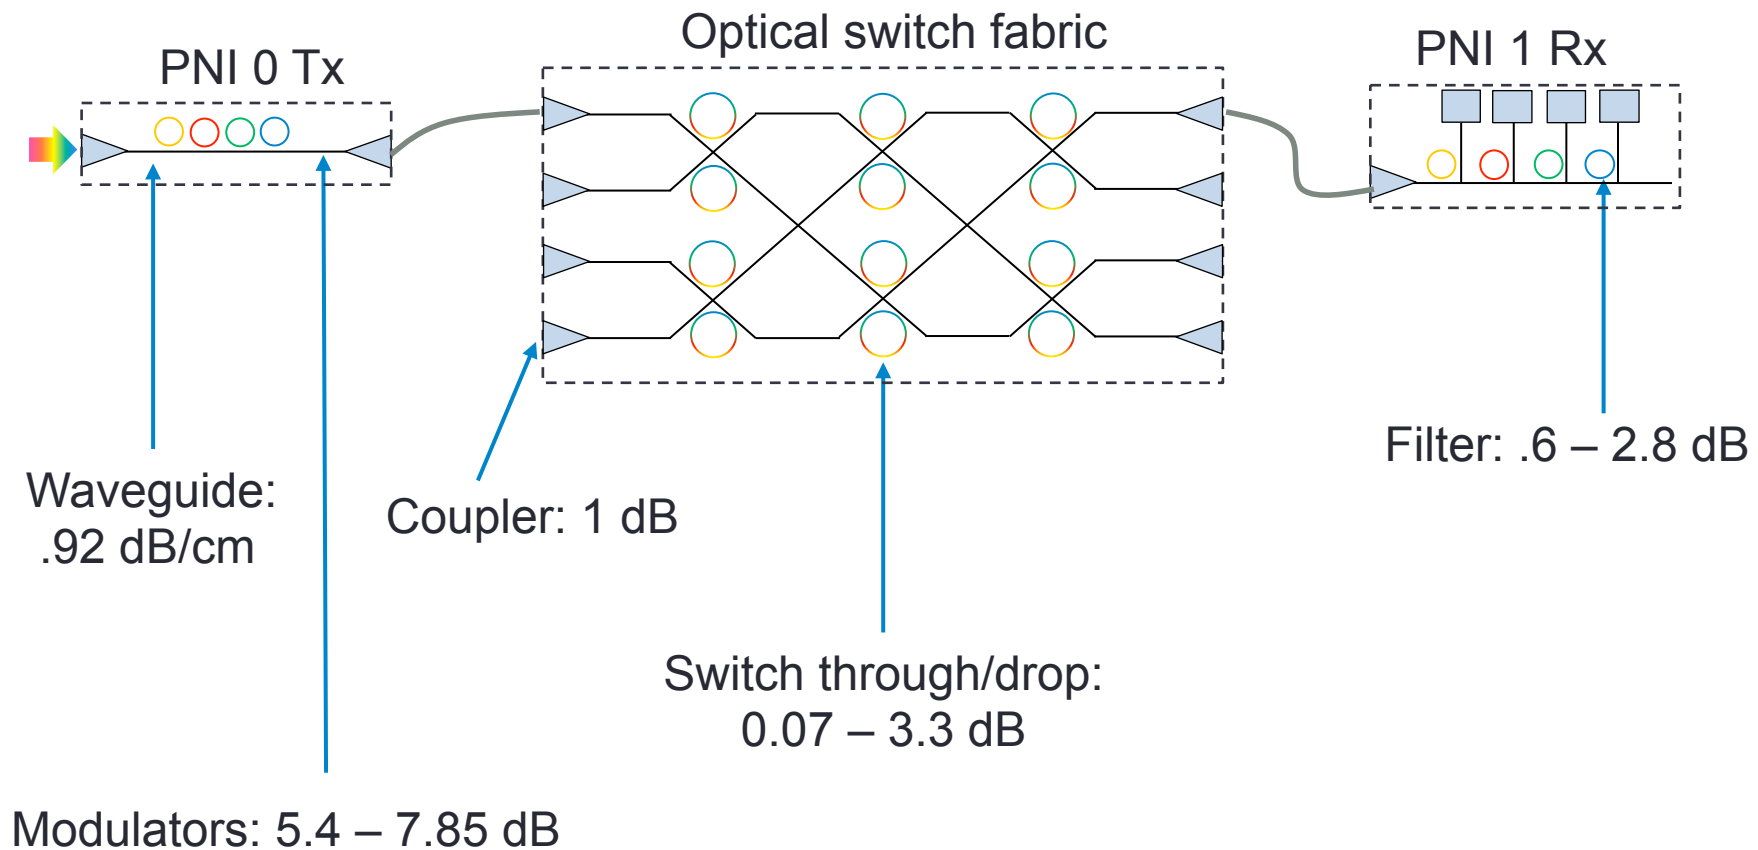 PNI 0 Tx
Optical switch fabric
PNI 1 Rx
Waveguide:
.92 dB/cm
Coupler: 1 dB
Filter: .6 – 2.8 dB
Switch through/drop:
0.07 – 3.3 dB
Modulators: 5.4 – 7.85 dB